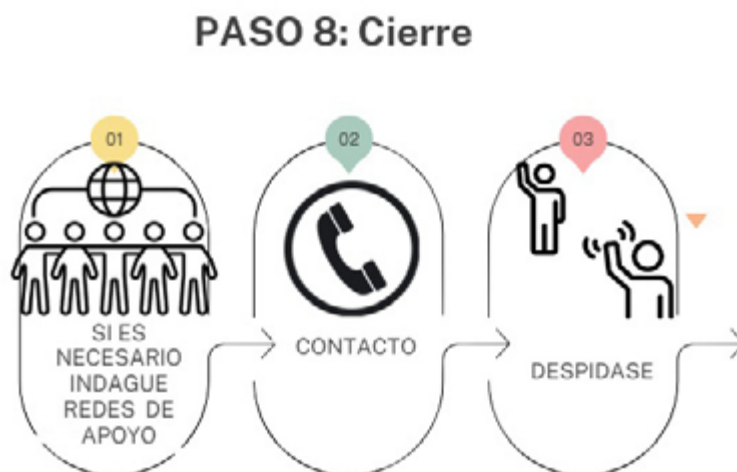 PASO 8: Cierre
01
SI ES
NECESARIO
INDAGUE
REDES DE
APOYO
02
CONTACTO
03
DESPIDASE